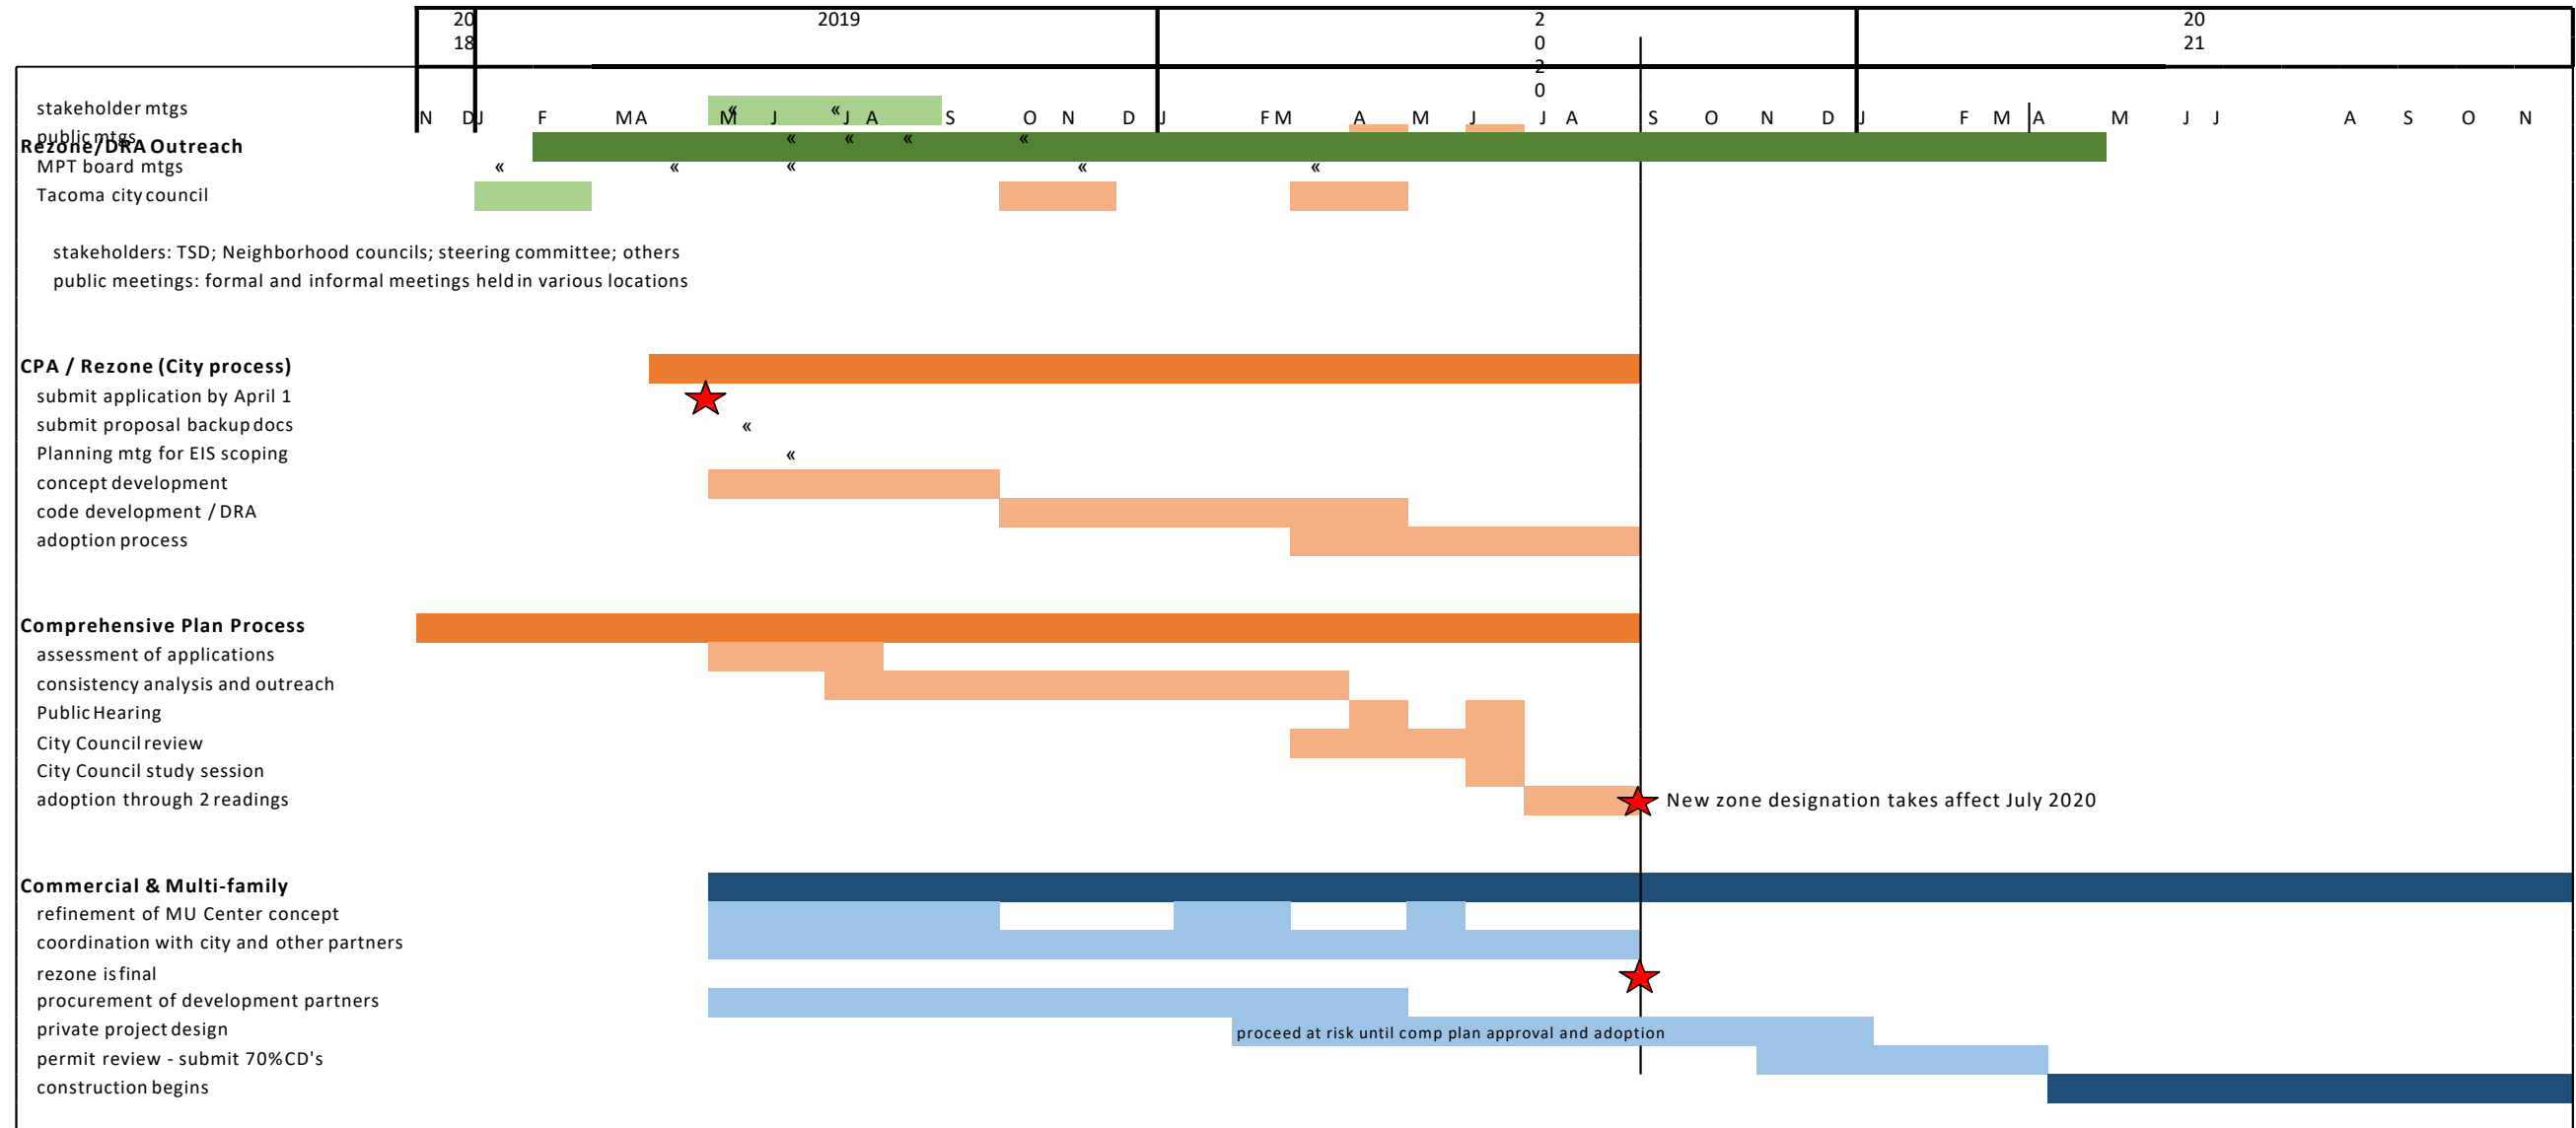 20
18
2019
2
0
2
0
20
21
stakeholder mtgs « «
N D J F M A M J J A S O N D J F M A M J J A S O N D J F M A M J J A S O N
public mtgs « « « «
Rezone/DRA Outreach
MPT board mtgs « « « « «
Tacoma city council
stakeholders: TSD; Neighborhood councils; steering committee; others
public meetings: formal and informal meetings held in various locations
CPA / Rezone (City process)
submit application by April 1
submit proposal backup docs «
Planning mtg for EIS scoping «
concept development
code development / DRA
adoption process
Comprehensive Plan Process
assessment of applications
consistency analysis and outreach
Public Hearing
City Council review
City Council study session
adoption through 2 readings New zone designation takes affect July 2020
Commercial & Multi-family
refinement of MU Center concept
coordination with city and other partners
rezone is final
procurement of development partners
private project design proceed at risk until comp plan approval and adoption
permit review - submit 70% CD's
construction begins